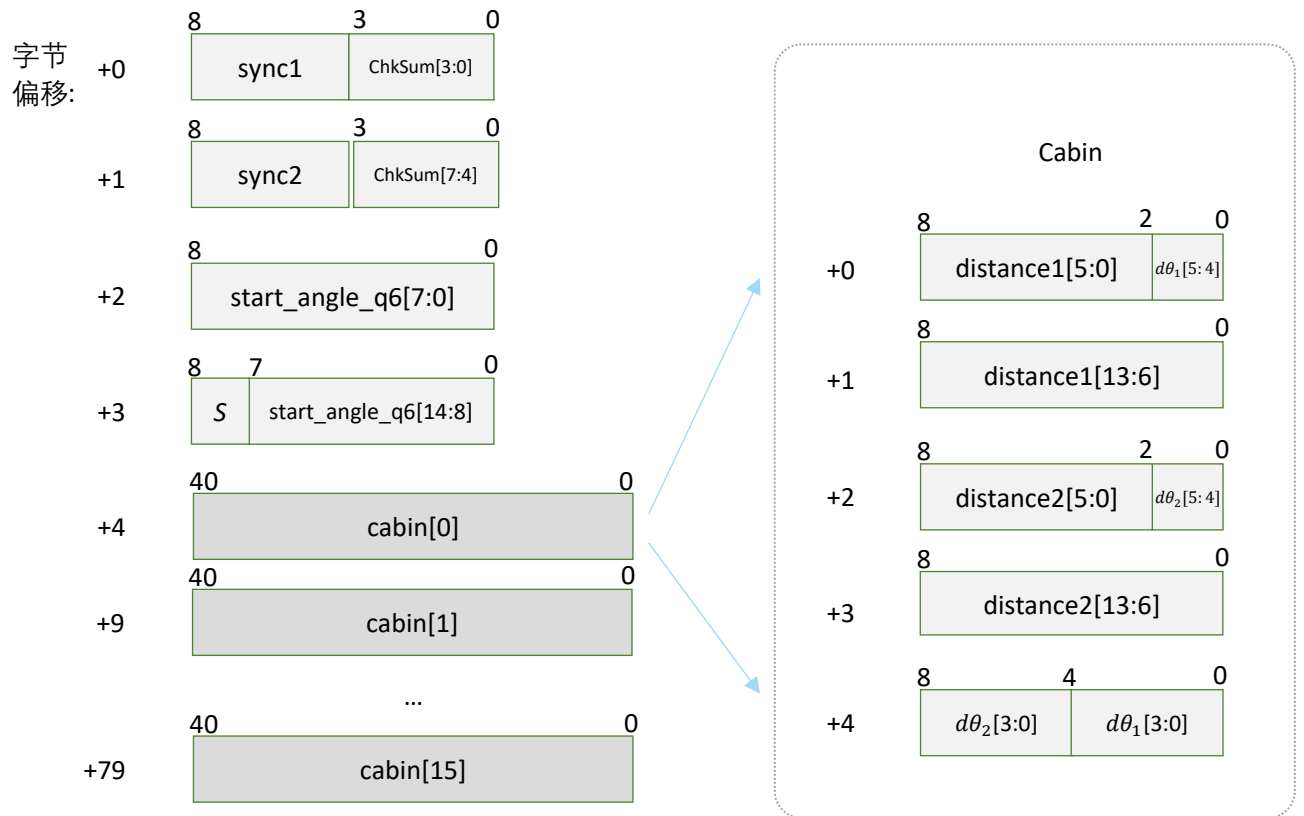 字节
偏移:
8 3 0
+0 sync1 ChkSum[3:0]
8 3 0
+1 sync2 ChkSum[7:4]
8 0
+2 start_angle_q6[7:0]
8 7 0
+3 S start_angle_q6[14:8]
40 0
+4 cabin[0]
40 0
+9 cabin[1]
...
40 0
+79 cabin[15]
Cabin
8 2 0
+0 distance1[5:0] dθ₁[5:4]
8 0
+1 distance1[13:6]
8 2 0
+2 distance2[5:0] dθ₂[5:4]
8 0
+3 distance2[13:6]
8 4 0
+4 dθ₂[3:0] dθ₁[3:0]